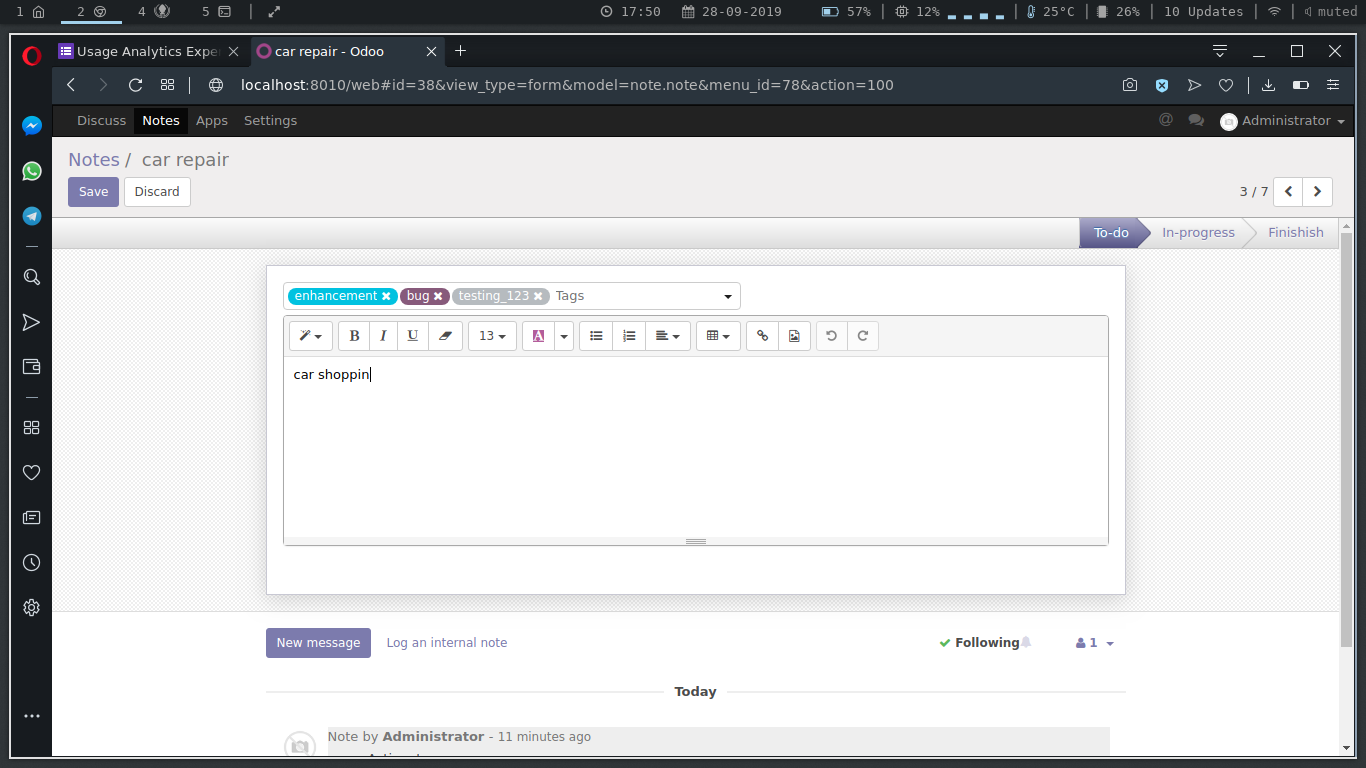 1 2 4 5 17:50 28-09-2019 57% 12% 25°C 26% 10 Updates muted
Usage Analytics Expe car repair - Odoo
localhost:8010/web#id=38&view_type=form&model=note.note&menu_id=78&action=100
Discuss Notes Apps Settings @ Administrator
Notes / car repair
Save Discard 3 / 7
To-do In-progress Finishish
enhancement bug testing_123 Tags
B I U 13 A
car shoppin
New message Log an internal note Following 1
Today
Note by Administrator - 11 minutes ago